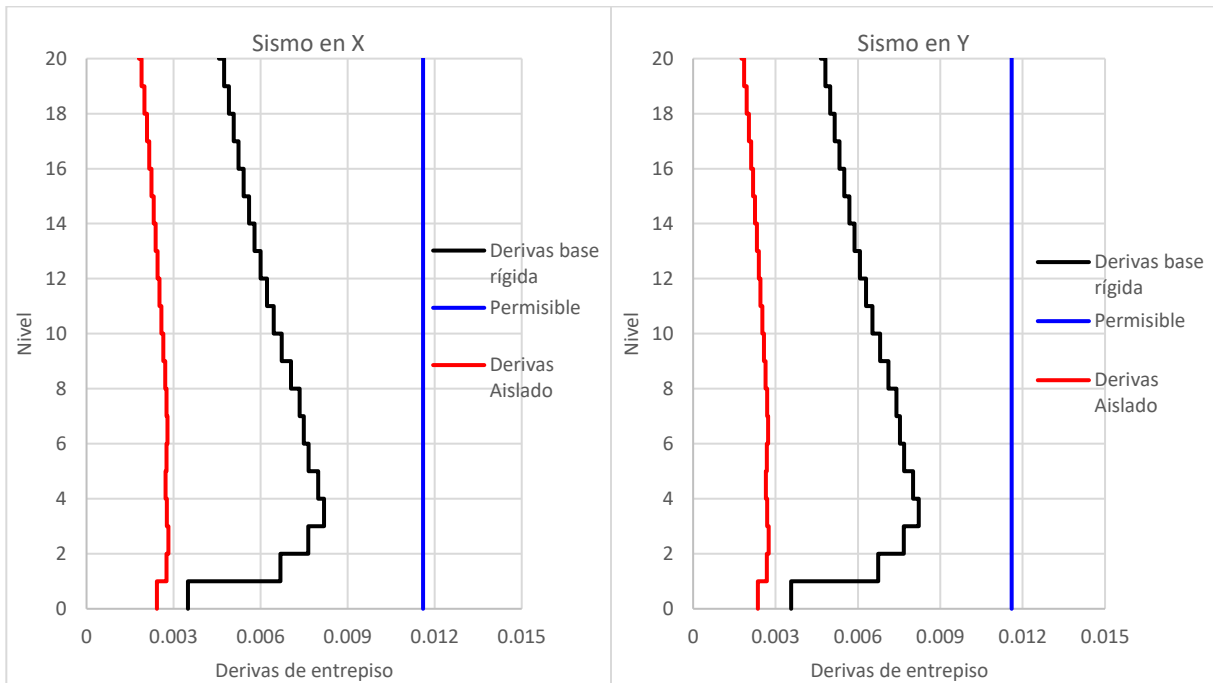 Sismo en X
20
18
16
14
12
10
8
6
4
2
0
Nivel
0
0.003
0.006
0.009
0.012
0.015
Derivas de entrepiso
Derivas base
rígida
Permisible
Derivas
Aislado
Sismo en Y
20
18
16
14
12
10
8
6
4
2
0
Nivel
0
0.003
0.006
0.009
0.012
0.015
Derivas de entrepiso
Derivas base
rígida
Permisible
Derivas
Aislado